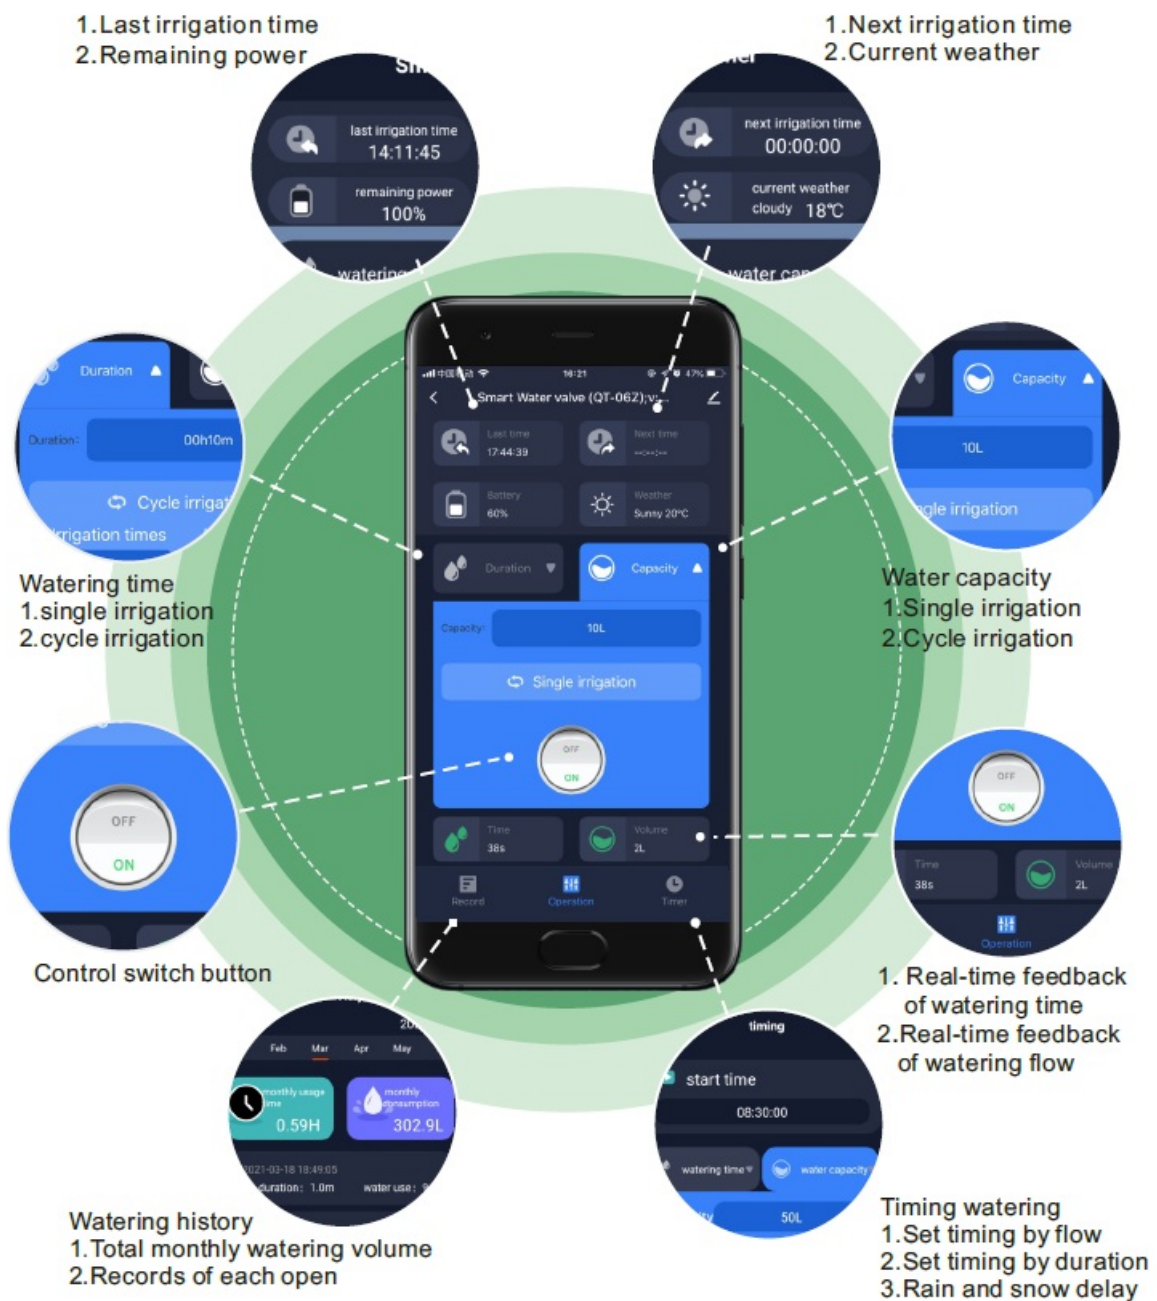 1.Last irrigation time
2.Remaining power
1.Next irrigation time
2.Current weather
last irrigation time
14:11:45
remaining power
100%
watering
next irrigation time
00:00:00
current weather
cloudy 18℃
water cap
16:21
47%
Smart Water valve (QT-06Z);v...
Last time
17:44:39
Next time
--:--:--
Battery
60%
Weather
Sunny 20°C
Duration
Capacity
Capacity:
10L
Single irrigation
OFF
ON
Time
38s
Volume
2L
Record
Operation
Timer
Duration
Duration:
00h10m
Cycle irrigat
irrigation times
Watering time
1.single irrigation
2.cycle irrigation
Capacity
10L
ngle irrigation
Water capacity
1.Single irrigation
2.Cycle irrigation
OFF
ON
Control switch button
OFF
ON
Time
38s
Volume
2L
Operation
1. Real-time feedback
of watering time
2.Real-time feedback
of watering flow
Feb Mar Apr May
monthly usage
time
0.59H
monthly
consumption
302.9L
2021-03-18 18:49:05
duration: 1.0m water use:
Watering history
1.Total monthly watering volume
2.Records of each open
timing
start time
08:30:00
watering time
water capacity
50L
Timing watering
1.Set timing by flow
2.Set timing by duration
3.Rain and snow delay